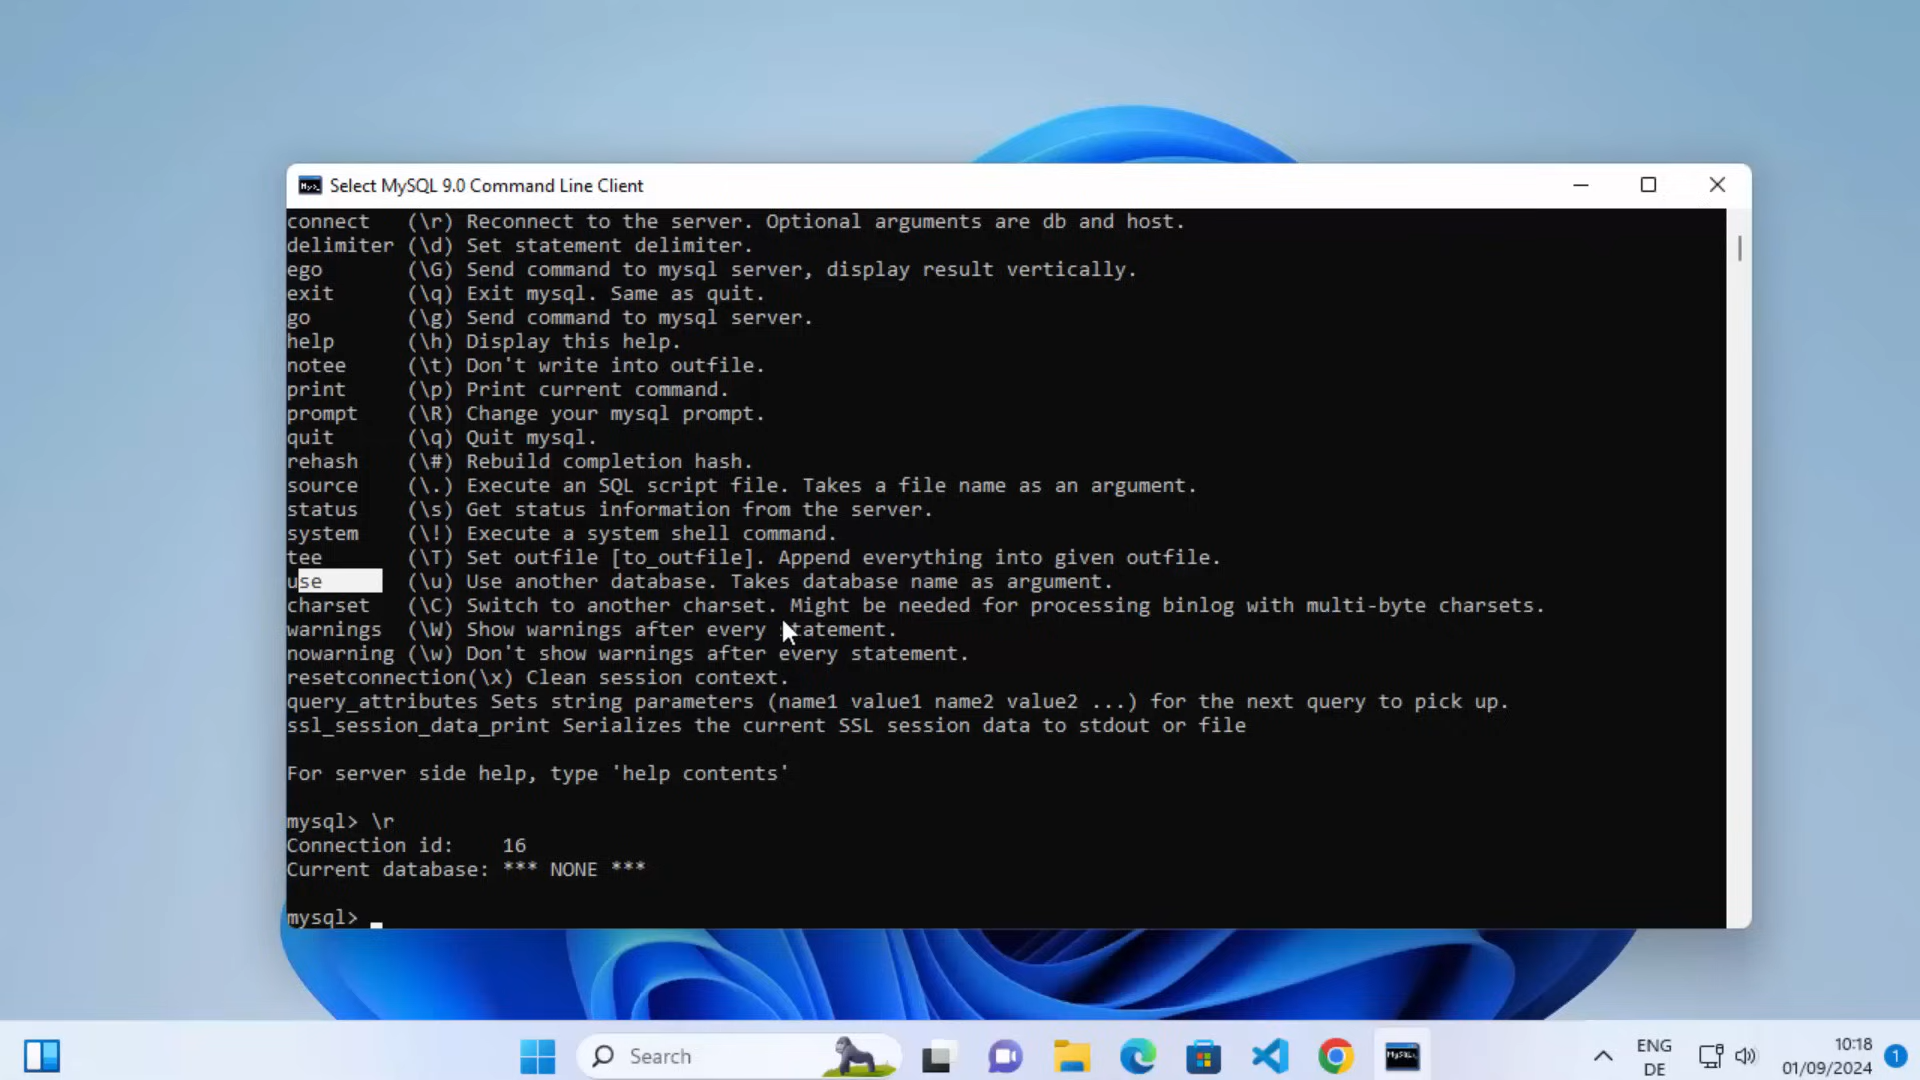 Select MySQL 9.0 Command Line Client
connect   (\r) Reconnect to the server. Optional arguments are db and host.
delimiter (\d) Set statement delimiter.
ego       (\G) Send command to mysql server, display result vertically.
exit      (\q) Exit mysql. Same as quit.
go        (\g) Send command to mysql server.
help      (\h) Display this help.
notee     (\t) Don't write into outfile.
print     (\p) Print current command.
prompt    (\R) Change your mysql prompt.
quit      (\q) Quit mysql.
rehash    (\#) Rebuild completion hash.
source    (\.) Execute an SQL script file. Takes a file name as an argument.
status    (\s) Get status information from the server.
system    (\!) Execute a system shell command.
tee       (\T) Set outfile [to_outfile]. Append everything into given outfile.
use       (\u) Use another database. Takes database name as argument.
charset   (\C) Switch to another charset. Might be needed for processing binlog with multi-byte charsets.
warnings  (\W) Show warnings after every statement.
nowarning (\w) Don't show warnings after every statement.
resetconnection(\x) Clean session context.
query_attributes Sets string parameters (name1 value1 name2 value2 ...) for the next query to pick up.
ssl_session_data_print Serializes the current SSL session data to stdout or file
For server side help, type 'help contents'
mysql> \r
Connection id:    16
Current database: *** NONE ***
mysql> _
Search
MySQL
ENG
DE
10:18
01/09/2024
1